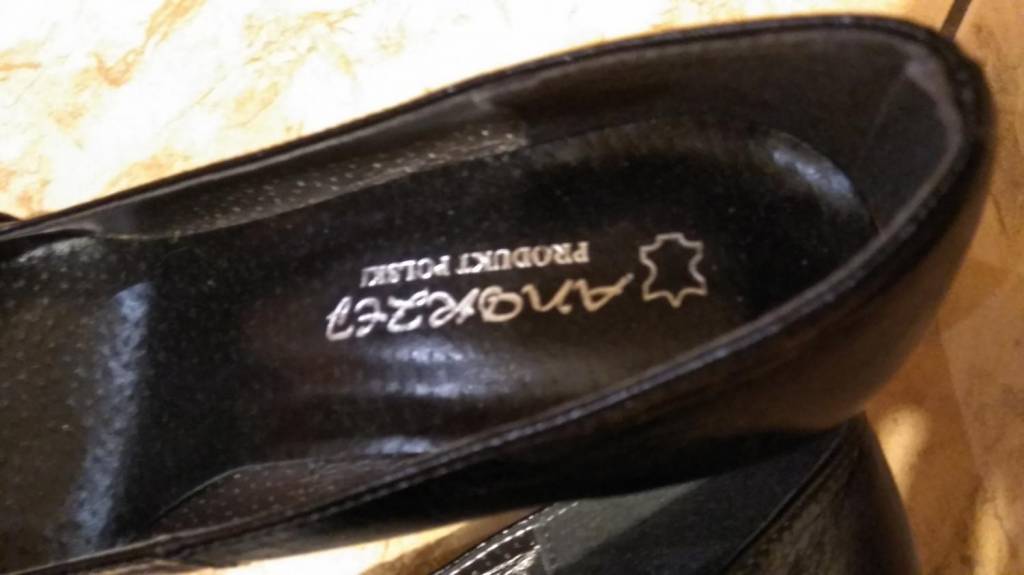 Andrzej
PRODUKT POLSKI